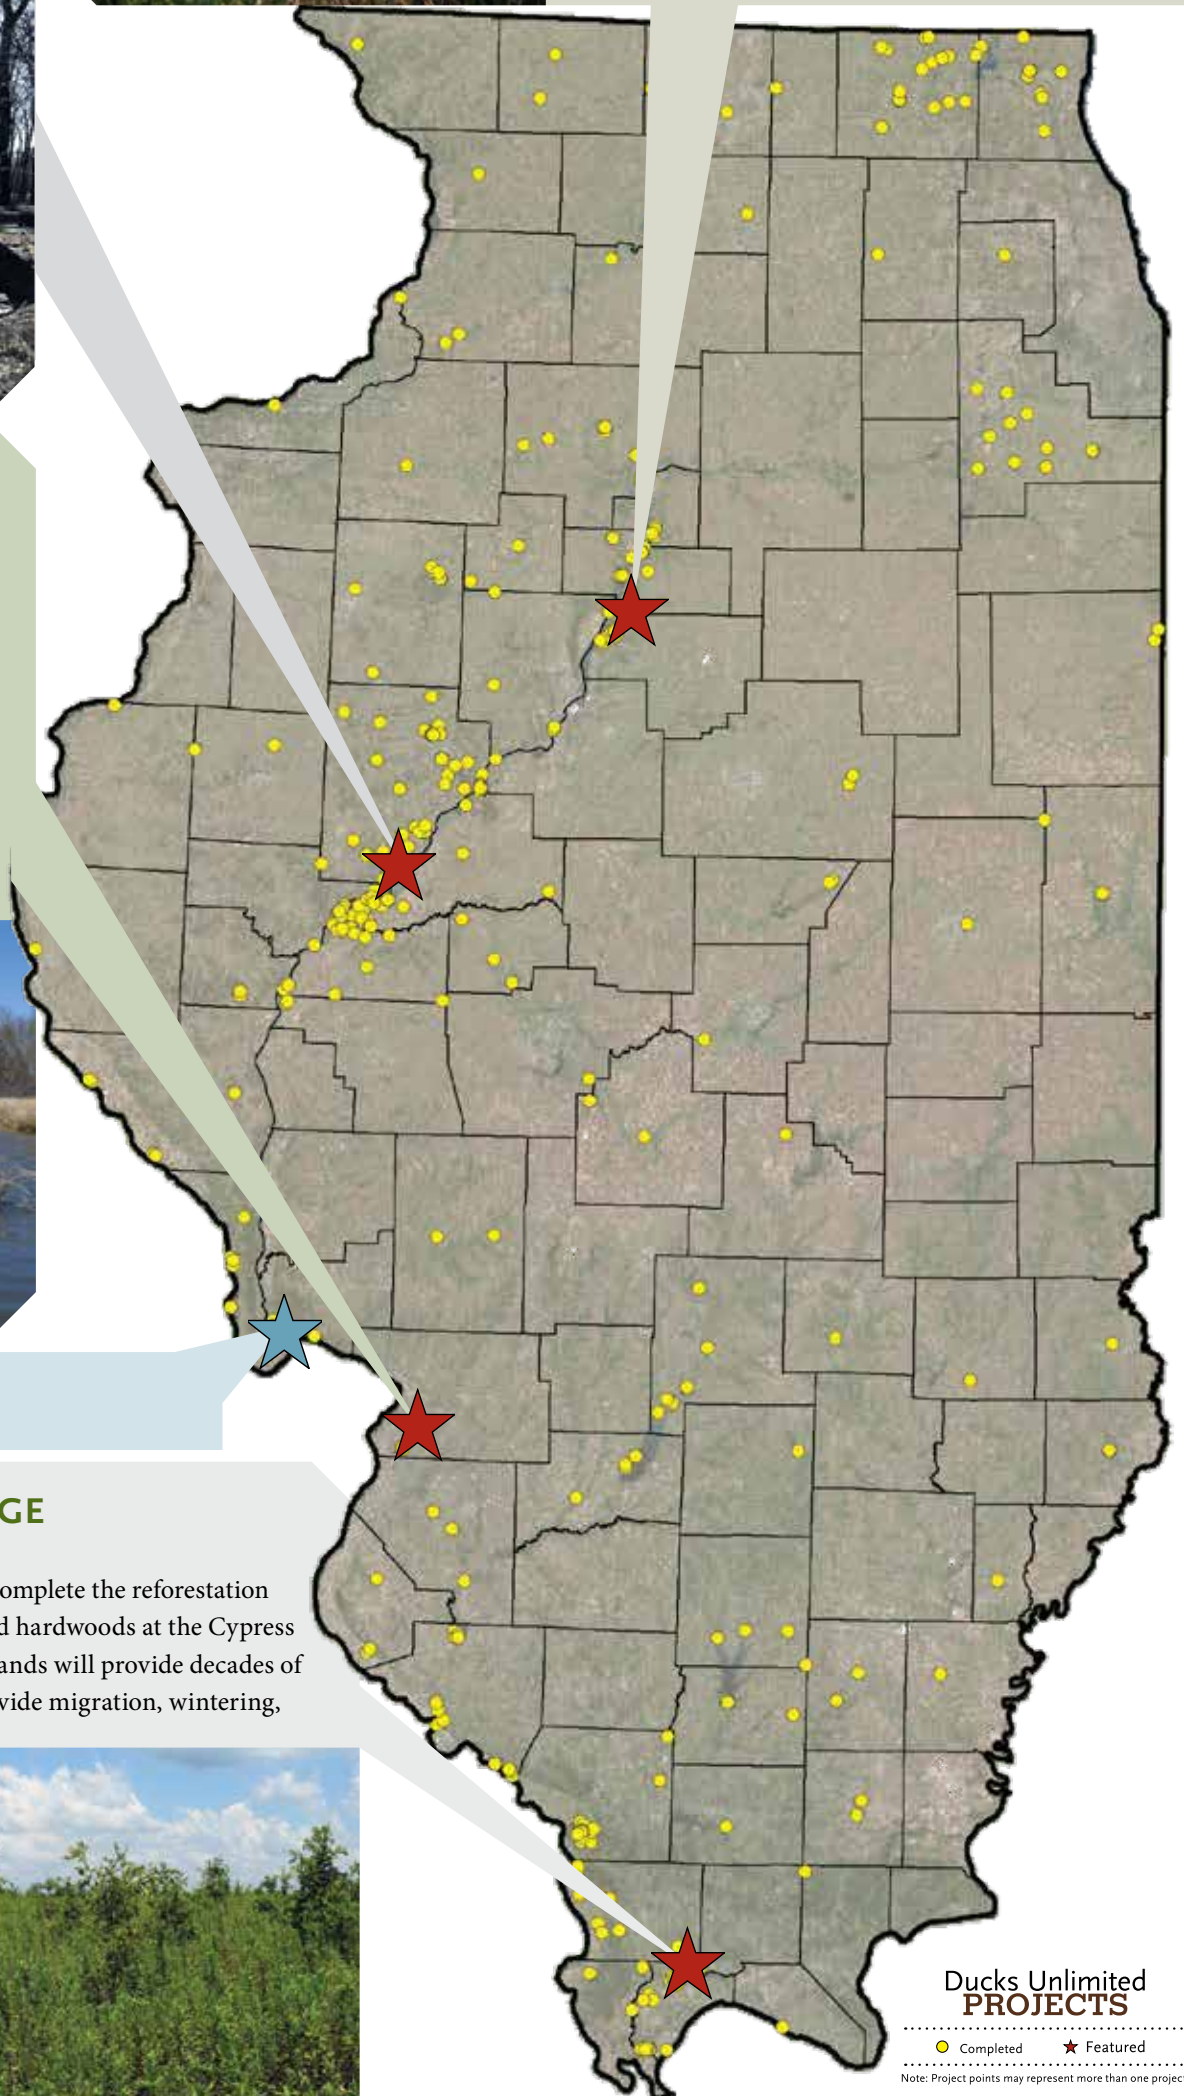 GE
omplete the reforestation
d hardwoods at the Cypress
ands will provide decades of
vide migration, wintering,
Ducks Unlimited
PROJECTS
Completed
Featured
Note: Project points may represent more than one projec